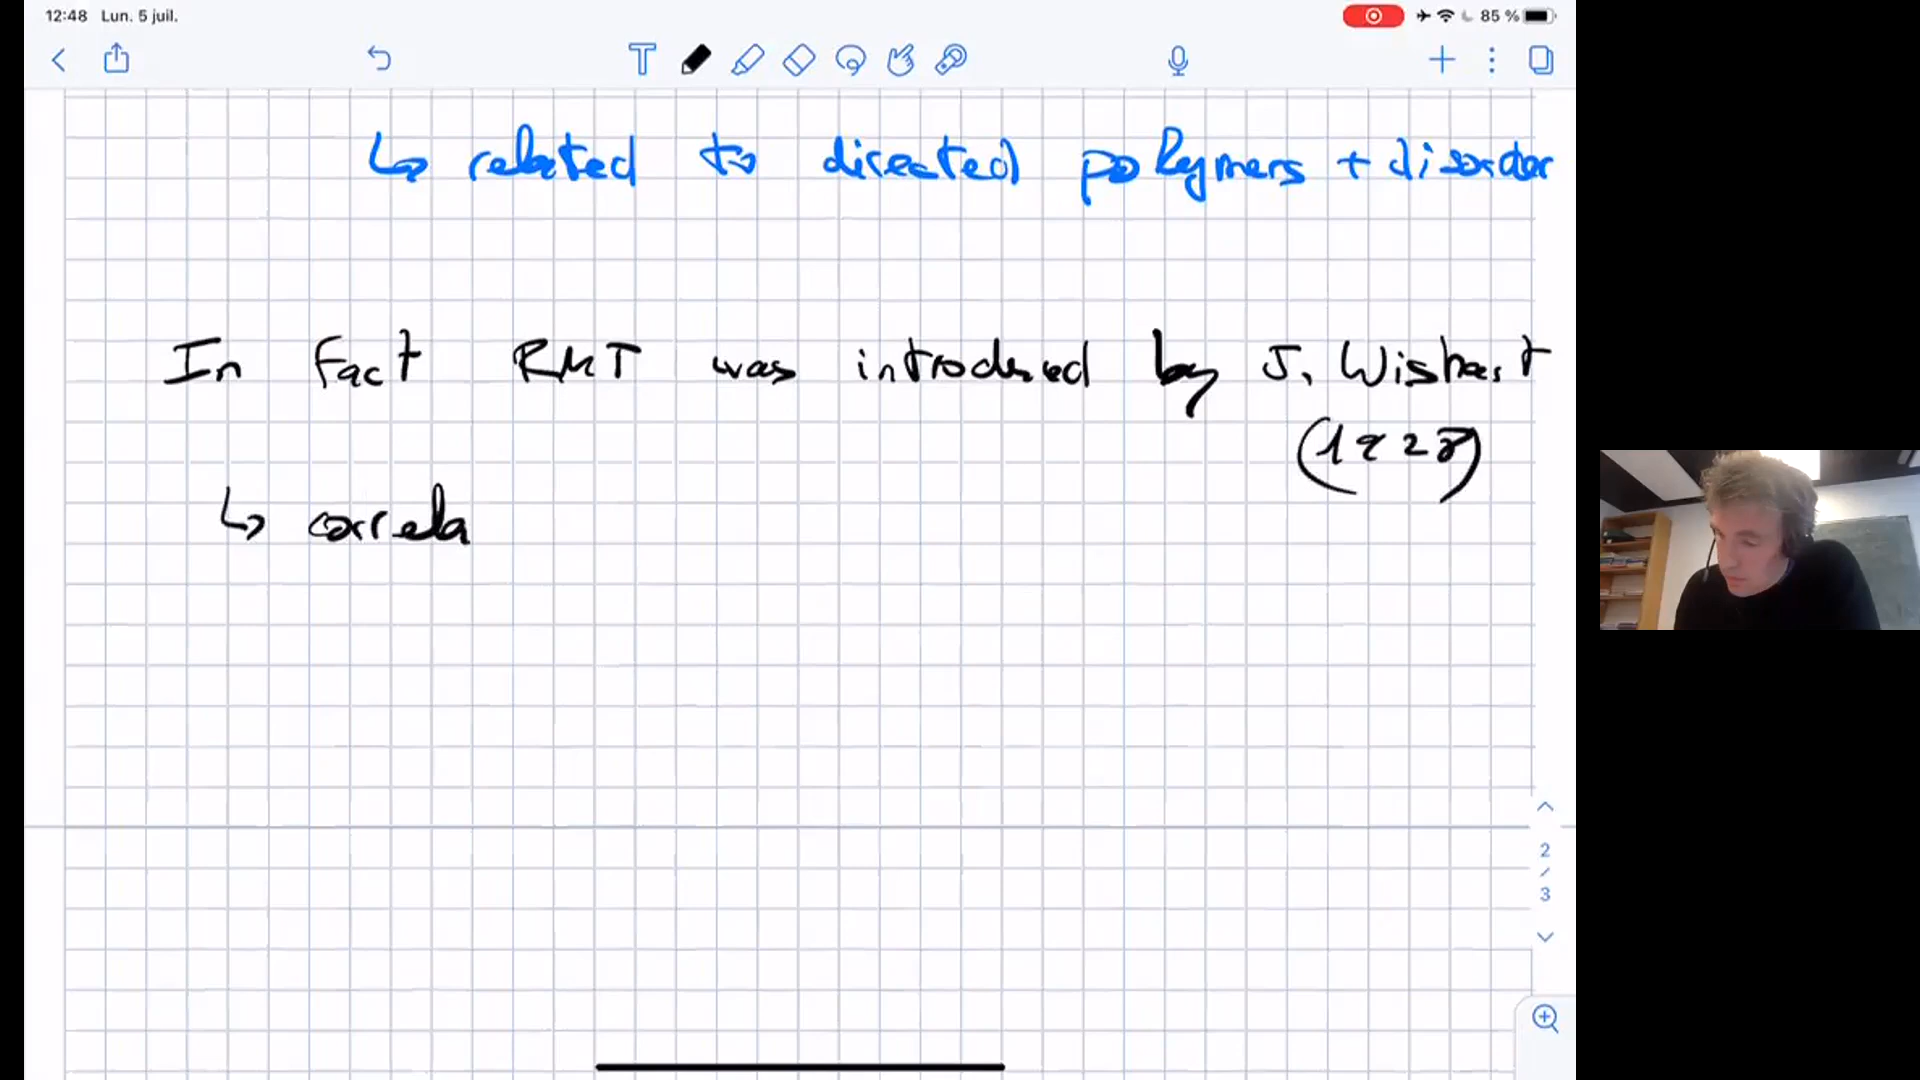 12:48 Lun. 5 juil. 85 %
↳ related to directed polymers + disorder
In Fact RMT was introduced by J. Wishart
(1928)
↳ correla
2
/
3